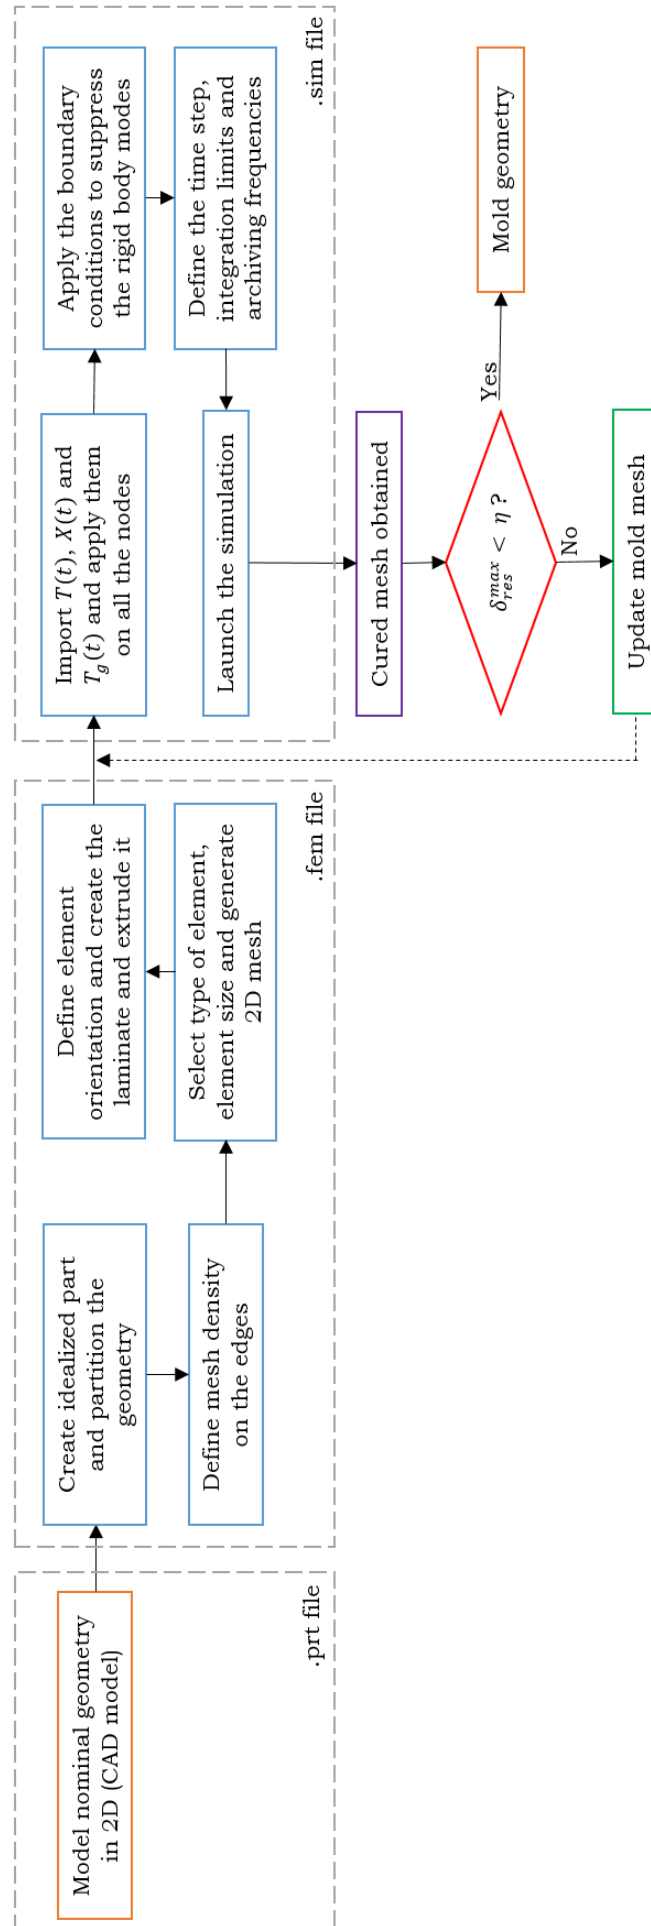 Model nominal geometry
in 2D (CAD model)
.prt file
Create idealized part
and partition the
geometry
Define mesh density
on the edges
Select type of element,
element size and generate
2D mesh
Define element
orientation and create the
laminate and extrude it
.fem file
Import T(t), X(t) and
T_g(t) and apply them
on all the nodes
Apply the boundary
conditions to suppress
the rigid body modes
Define the time step,
integration limits and
archiving frequencies
Launch the simulation
.sim file
Cured mesh obtained
δ_res^max < η ?
Yes
Mold geometry
No
Update mold mesh